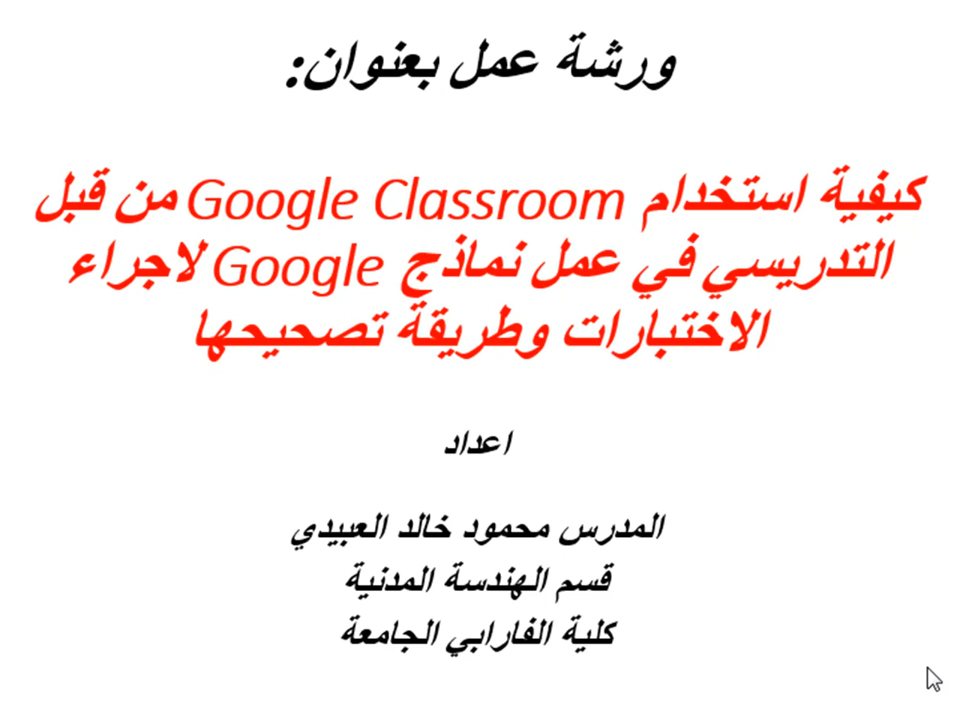 ورشة عمل بعنوان:
كيفية استخدام Google Classroom من قبل
التدريسي في عمل نماذج Google لاجراء
الاختبارات وطريقة تصحيحها
اعداد
المدرس محمود خالد العبيدي
قسم الهندسة المدنية
كلية الفارابي الجامعة